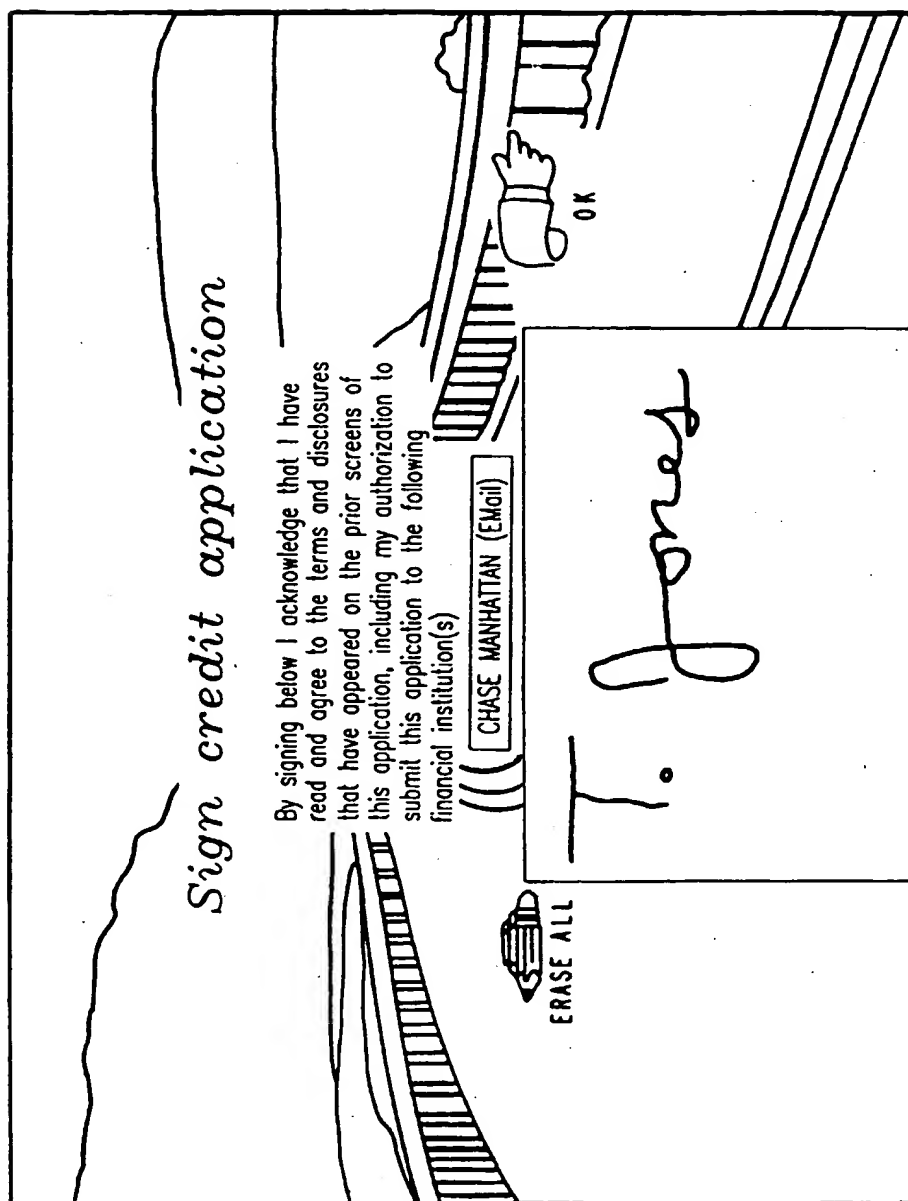 Sign credit application
By signing below I acknowledge that I have
read and agree to the terms and disclosures
that have appeared on the prior screens of
this application, including my authorization to
submit this application to the following
financial institution(s)
CHASE MANHATTAN (EMail)
ERASE ALL
OK
T. Jones